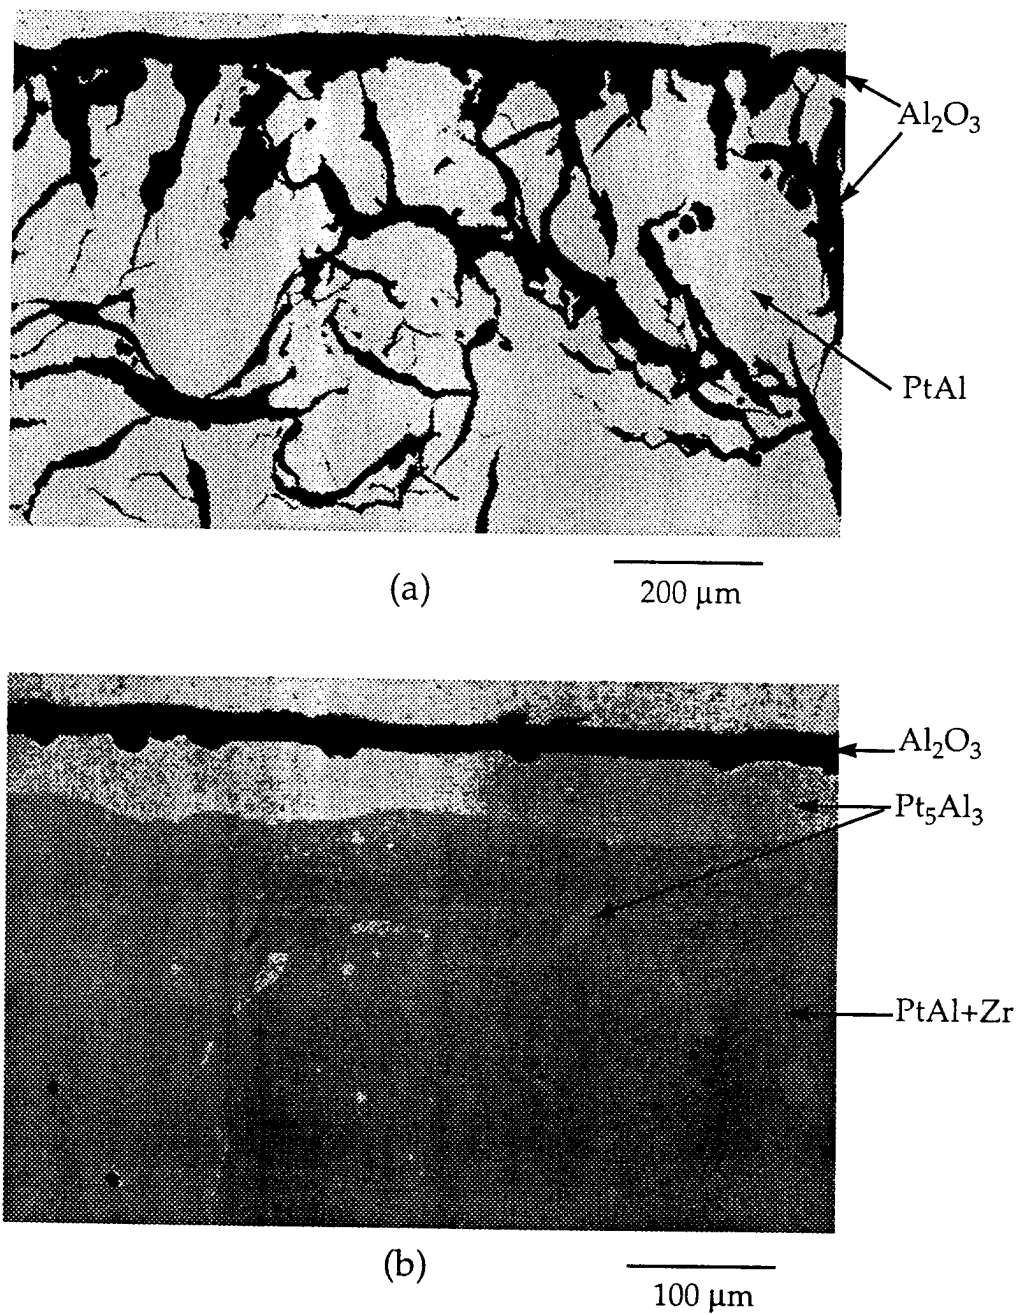 Al₂O₃
PtAl
(a)
200 μm
Al₂O₃
Pt₅Al₃
PtAl+Zr
(b)
100 μm